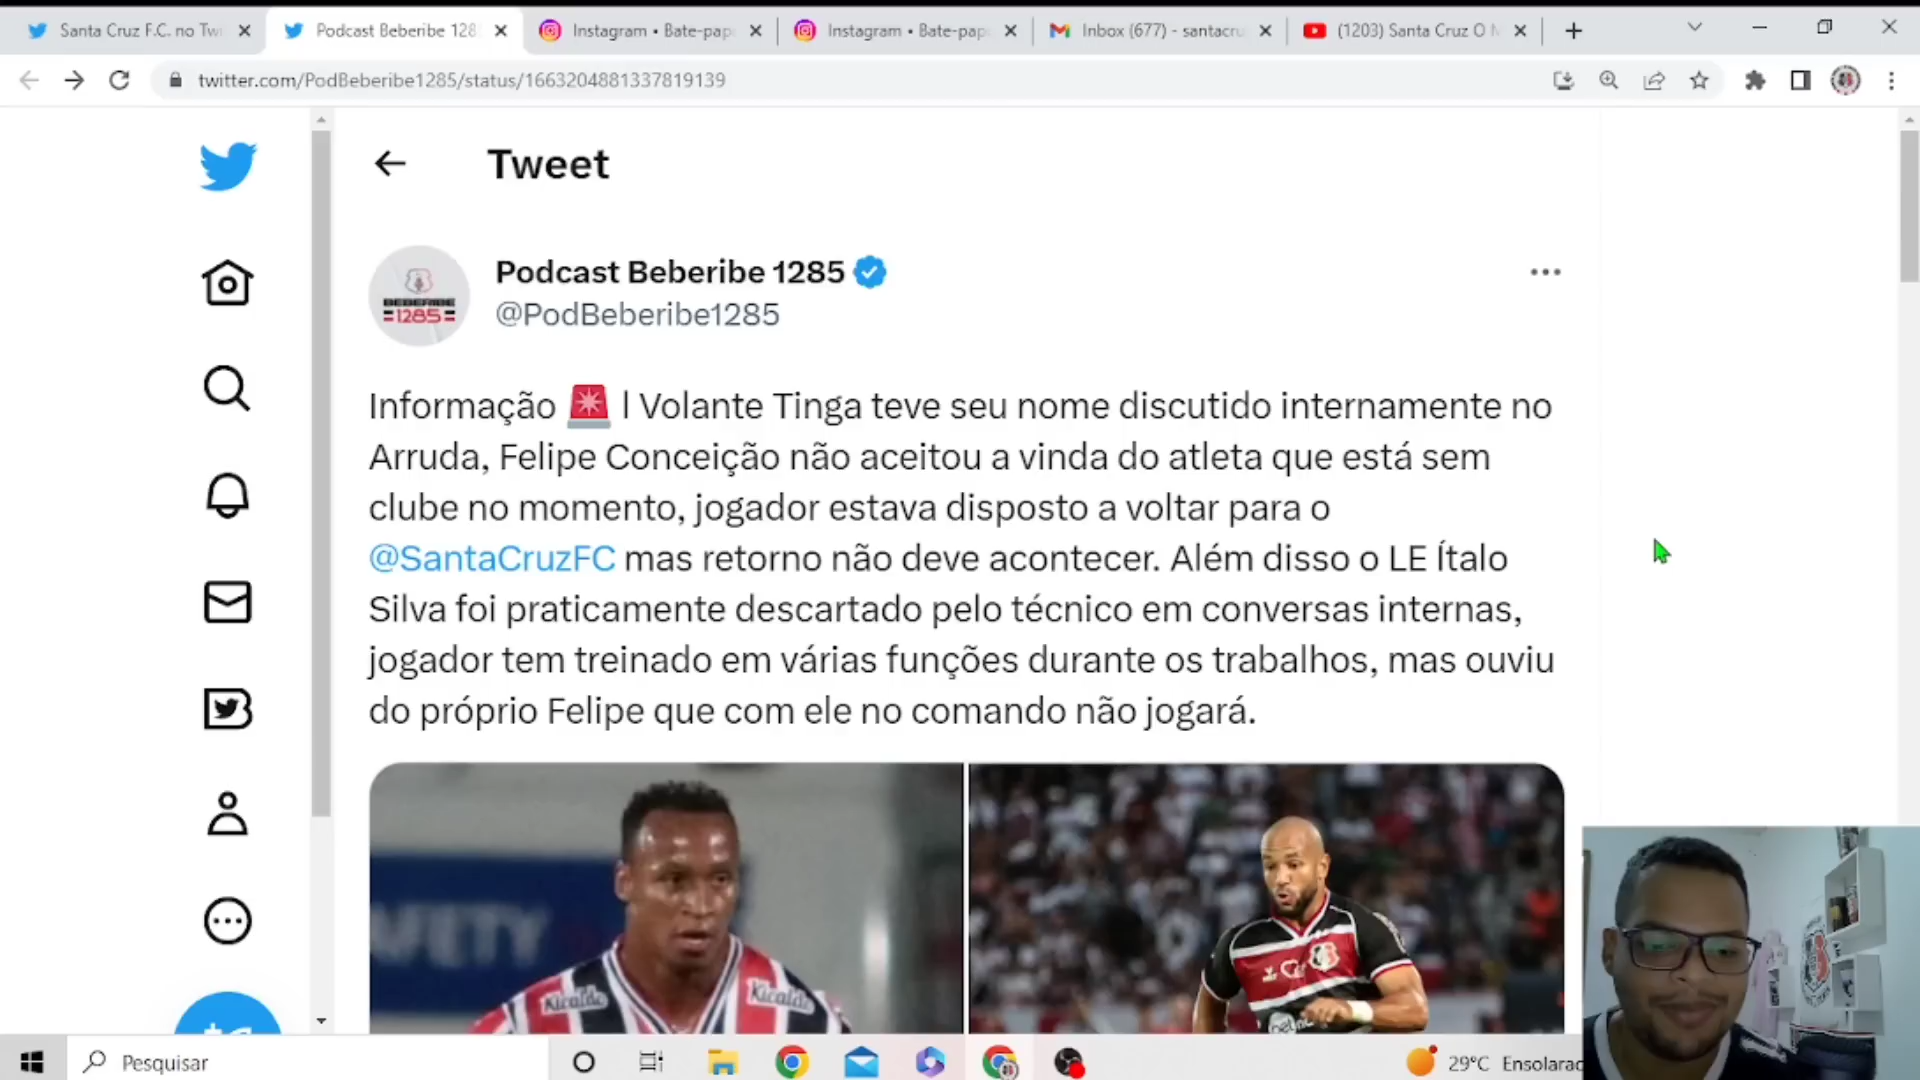 Santa Cruz F.C. no Twi
Podcast Beberibe 128
Instagram • Bate-pap
Instagram • Bate-pap
Inbox (677) - santacru
(1203) Santa Cruz O M
twitter.com/PodBeberibe1285/status/1663204881337819139
Tweet
BEBERIBE
1285
Podcast Beberibe 1285
@PodBeberibe1285
Informação 🚨 | Volante Tinga teve seu nome discutido internamente no
Arruda, Felipe Conceição não aceitou a vinda do atleta que está sem
clube no momento, jogador estava disposto a voltar para o
@SantaCruzFC mas retorno não deve acontecer. Além disso o LE Ítalo
Silva foi praticamente descartado pelo técnico em conversas internas,
jogador tem treinado em várias funções durante os trabalhos, mas ouviu
do próprio Felipe que com ele no comando não jogará.
Kicaldo
Kicaldo
Pesquisar
29°C Ensolarad